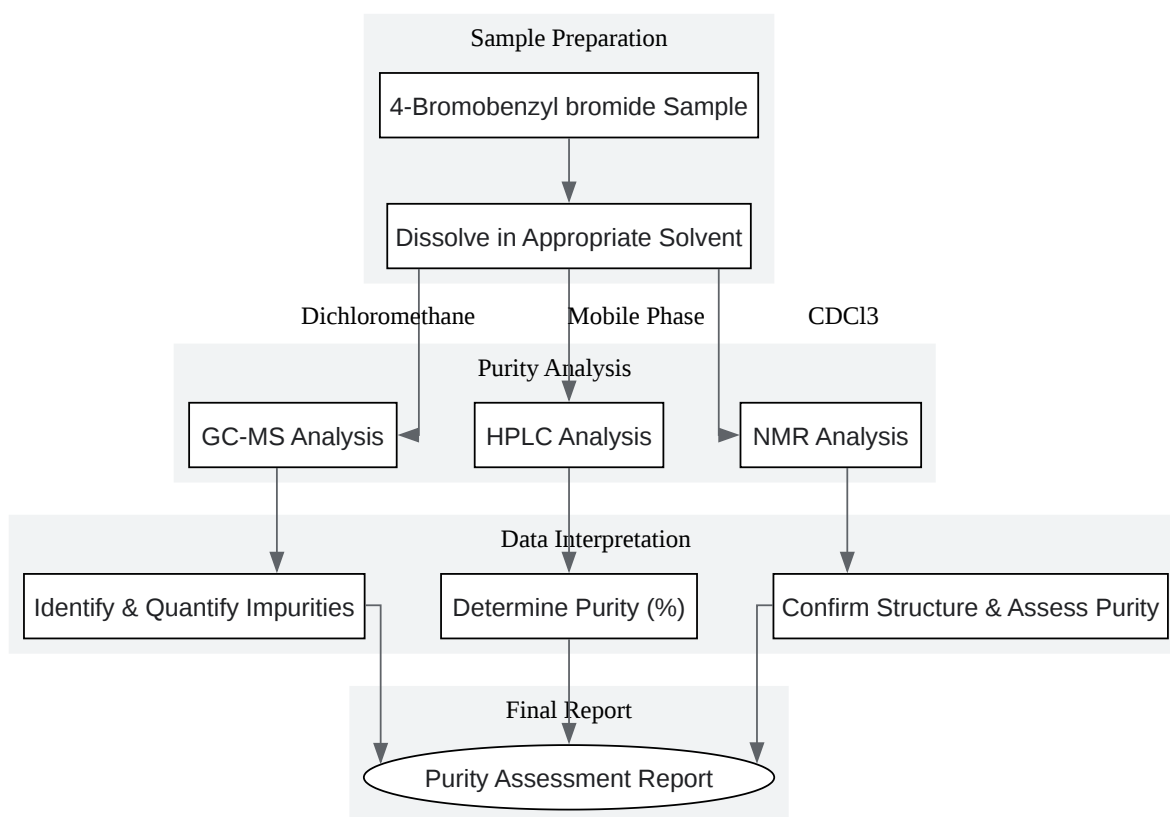 Sample Preparation
4-Bromobenzyl bromide Sample
Dissolve in Appropriate Solvent
Dichloromethane
Mobile Phase
CDCl3
Purity Analysis
GC-MS Analysis
HPLC Analysis
NMR Analysis
Data Interpretation
Identify & Quantify Impurities
Determine Purity (%)
Confirm Structure & Assess Purity
Final Report
Purity Assessment Report